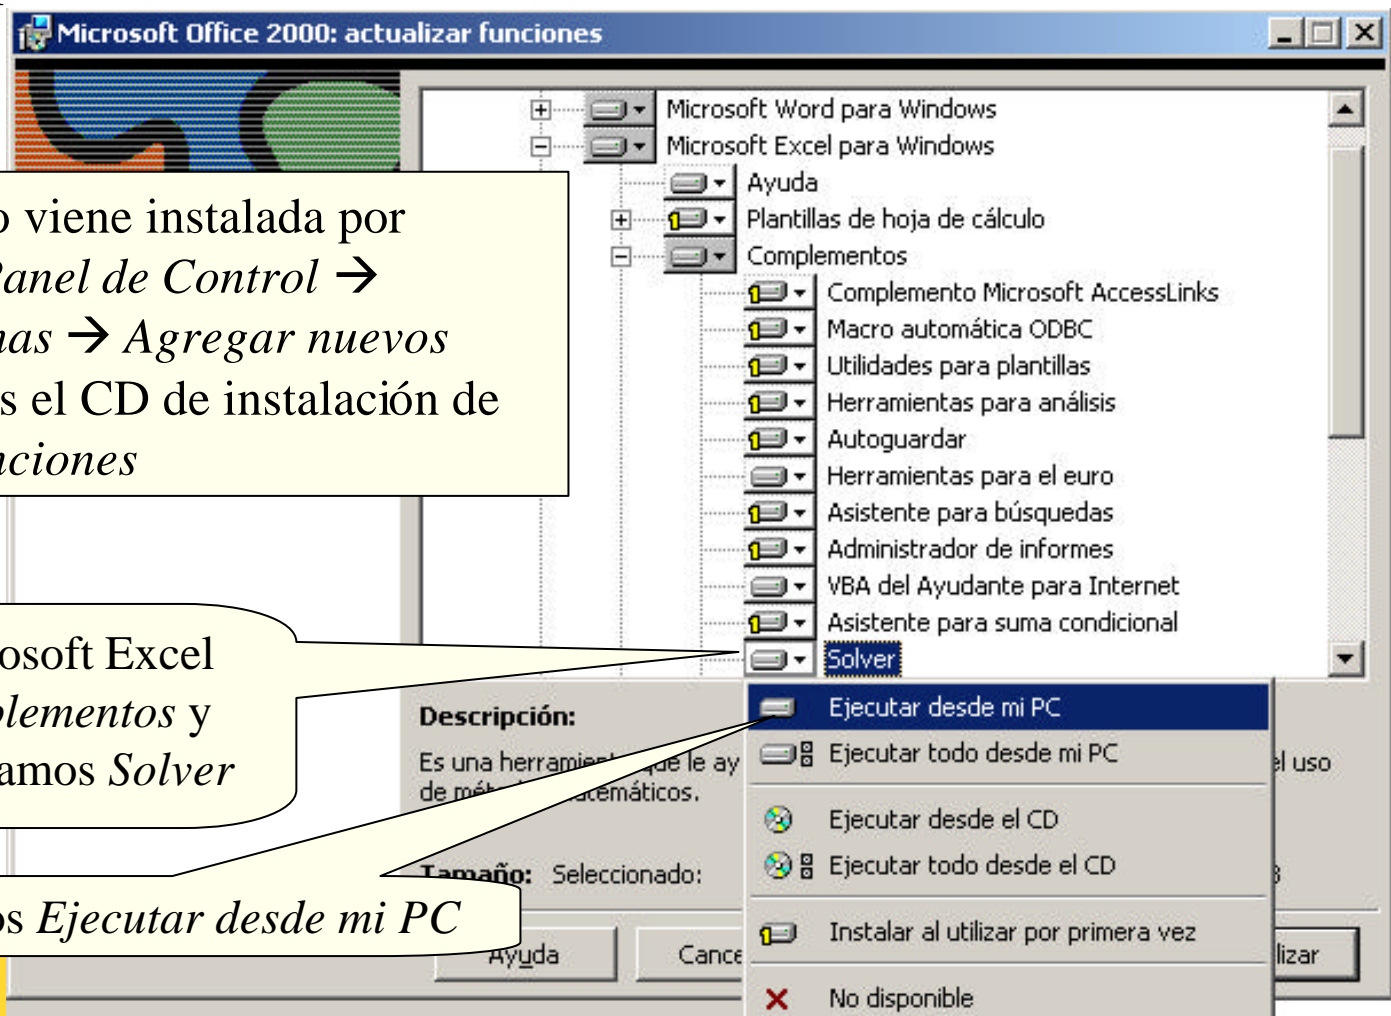 Microsoft Office 2000: actualizar funciones
Microsoft Word para Windows
Microsoft Excel para Windows
Ayuda
Plantillas de hoja de cálculo
Complementos
Complemento Microsoft AccessLinks
Macro automática ODBC
Utilidades para plantillas
Herramientas para análisis
Autoguardar
Herramientas para el euro
Asistente para búsquedas
Administrador de informes
VBA del Ayudante para Internet
Asistente para suma condicional
Solver
o viene instalada por
Panel de Control →
mas → Agregar nuevos
s el CD de instalación de
nciones
osoft Excel
plementos y
amos Solver
os Ejecutar desde mi PC
Descripción:
Es una herramienta que le ay el uso
de métodos matemáticos.
Tamaño: Seleccionado:
Ejecutar desde mi PC
Ejecutar todo desde mi PC
Ejecutar desde el CD
Ejecutar todo desde el CD
Instalar al utilizar por primera vez
No disponible
Ayuda Cance lizar